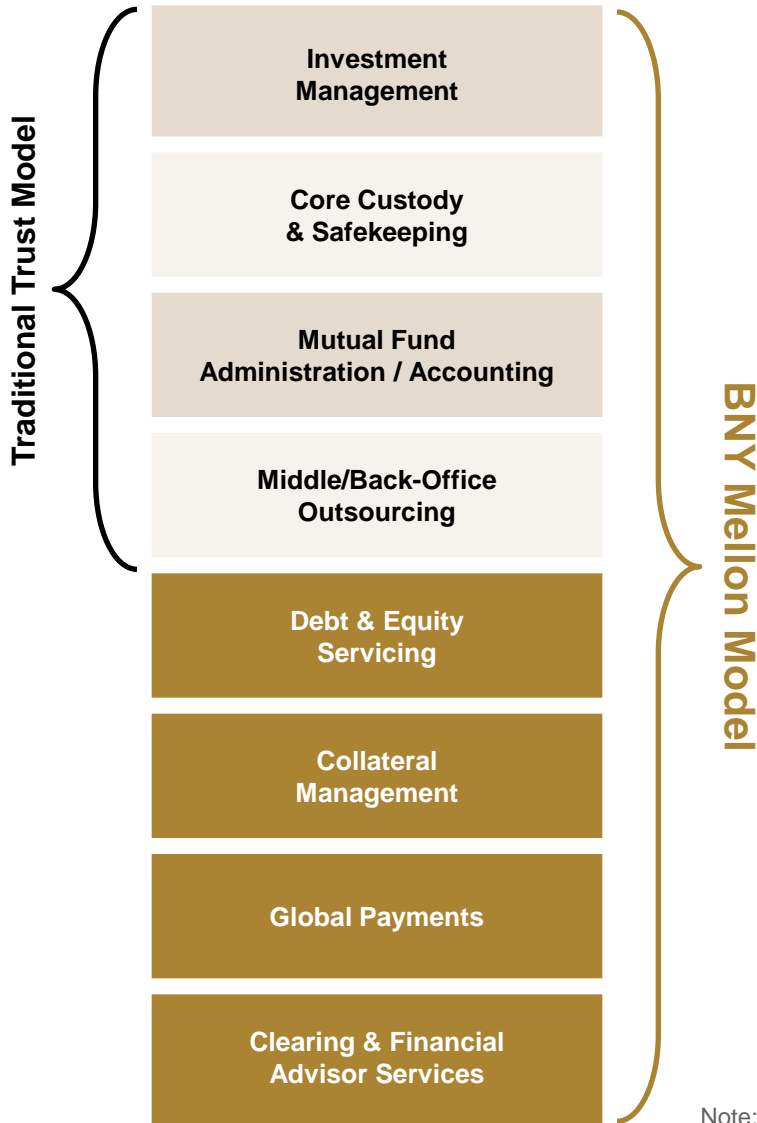 Traditional Trust Model
Investment
Management
Core Custody
& Safekeeping
Mutual Fund
Administration / Accounting
Middle/Back-Office
Outsourcing
Debt & Equity
Servicing
Collateral
Management
Global Payments
Clearing & Financial
Advisor Services
BNY Mellon Model
Note: